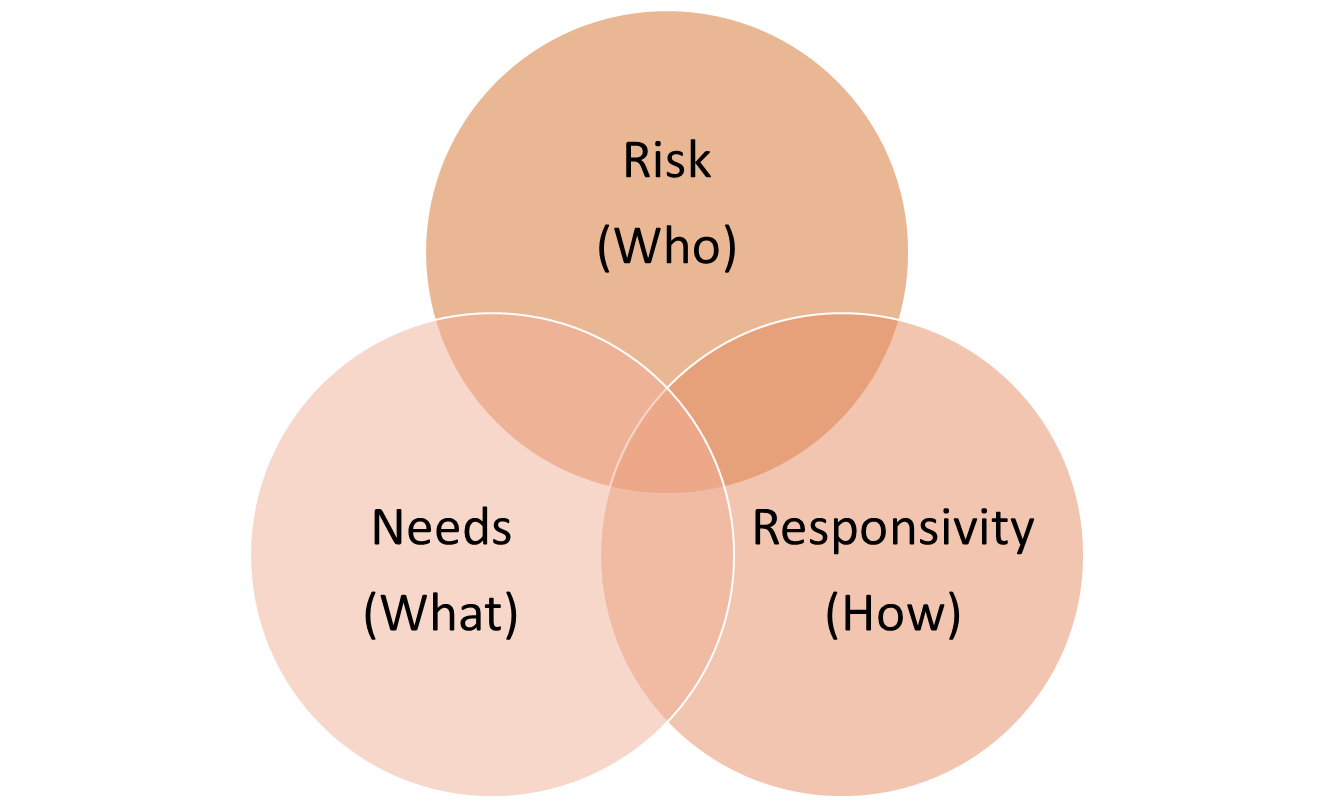 Risk
(Who)
Needs
(What)
Responsivity
(How)